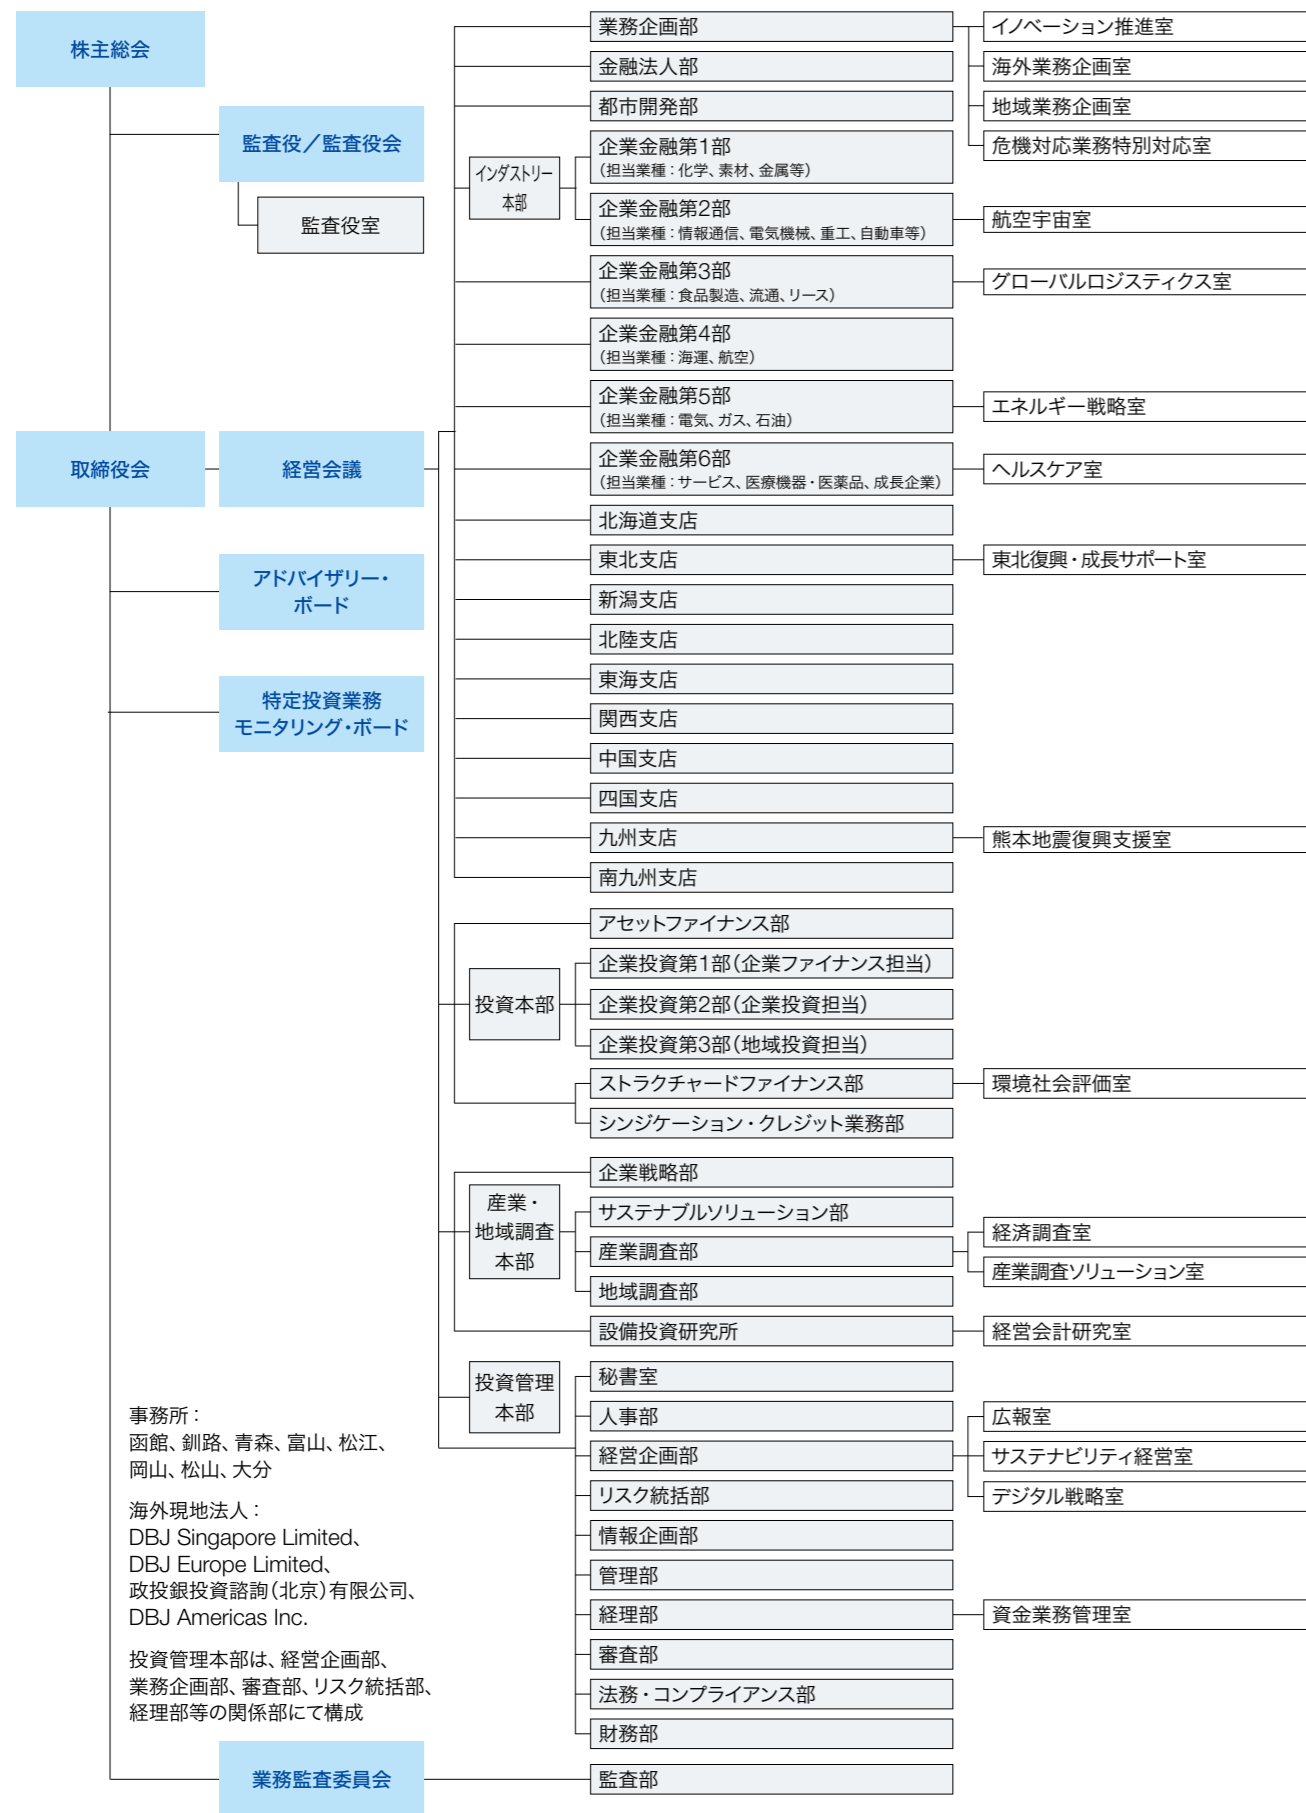 株主総会
監査役／監査役会
監査役室
取締役会
経営会議
アドバイザリー・
ボード
特定投資業務
モニタリング・ボード
業務企画部
イノベーション推進室
海外業務企画室
地域業務企画室
危機対応業務特別対応室
金融法人部
都市開発部
インダストリー
本部
企業金融第1部
（担当業種：化学、素材、金属等）
企業金融第2部
（担当業種：情報通信、電気機械、重工、自動車等）
航空宇宙室
企業金融第3部
（担当業種：食品製造、流通、リース）
グローバルロジスティクス室
企業金融第4部
（担当業種：海運、航空）
企業金融第5部
（担当業種：電気、ガス、石油）
エネルギー戦略室
企業金融第6部
（担当業種：サービス、医療機器・医薬品、成長企業）
ヘルスケア室
北海道支店
東北支店
東北復興・成長サポート室
新潟支店
北陸支店
東海支店
関西支店
中国支店
四国支店
九州支店
熊本地震復興支援室
南九州支店
アセットファイナンス部
投資本部
企業投資第1部（企業ファイナンス担当）
企業投資第2部（企業投資担当）
企業投資第3部（地域投資担当）
ストラクチャードファイナンス部
環境社会評価室
シンジケーション・クレジット業務部
企業戦略部
産業・
地域調査
本部
サステナブルソリューション部
産業調査部
経済調査室
産業調査ソリューション室
地域調査部
設備投資研究所
経営会計研究室
投資管理
本部
秘書室
人事部
経営企画部
広報室
サステナビリティ経営室
デジタル戦略室
リスク統括部
情報企画部
管理部
経理部
資金業務管理室
審査部
法務・コンプライアンス部
財務部
事務所：
函館、釧路、青森、富山、松江、
岡山、松山、大分
海外現地法人：
DBJ Singapore Limited、
DBJ Europe Limited、
政投銀投資諮詢（北京）有限公司、
DBJ Americas Inc.
投資管理本部は、経営企画部、
業務企画部、審査部、リスク統括部、
経理部等の関係部にて構成
業務監査委員会
監査部